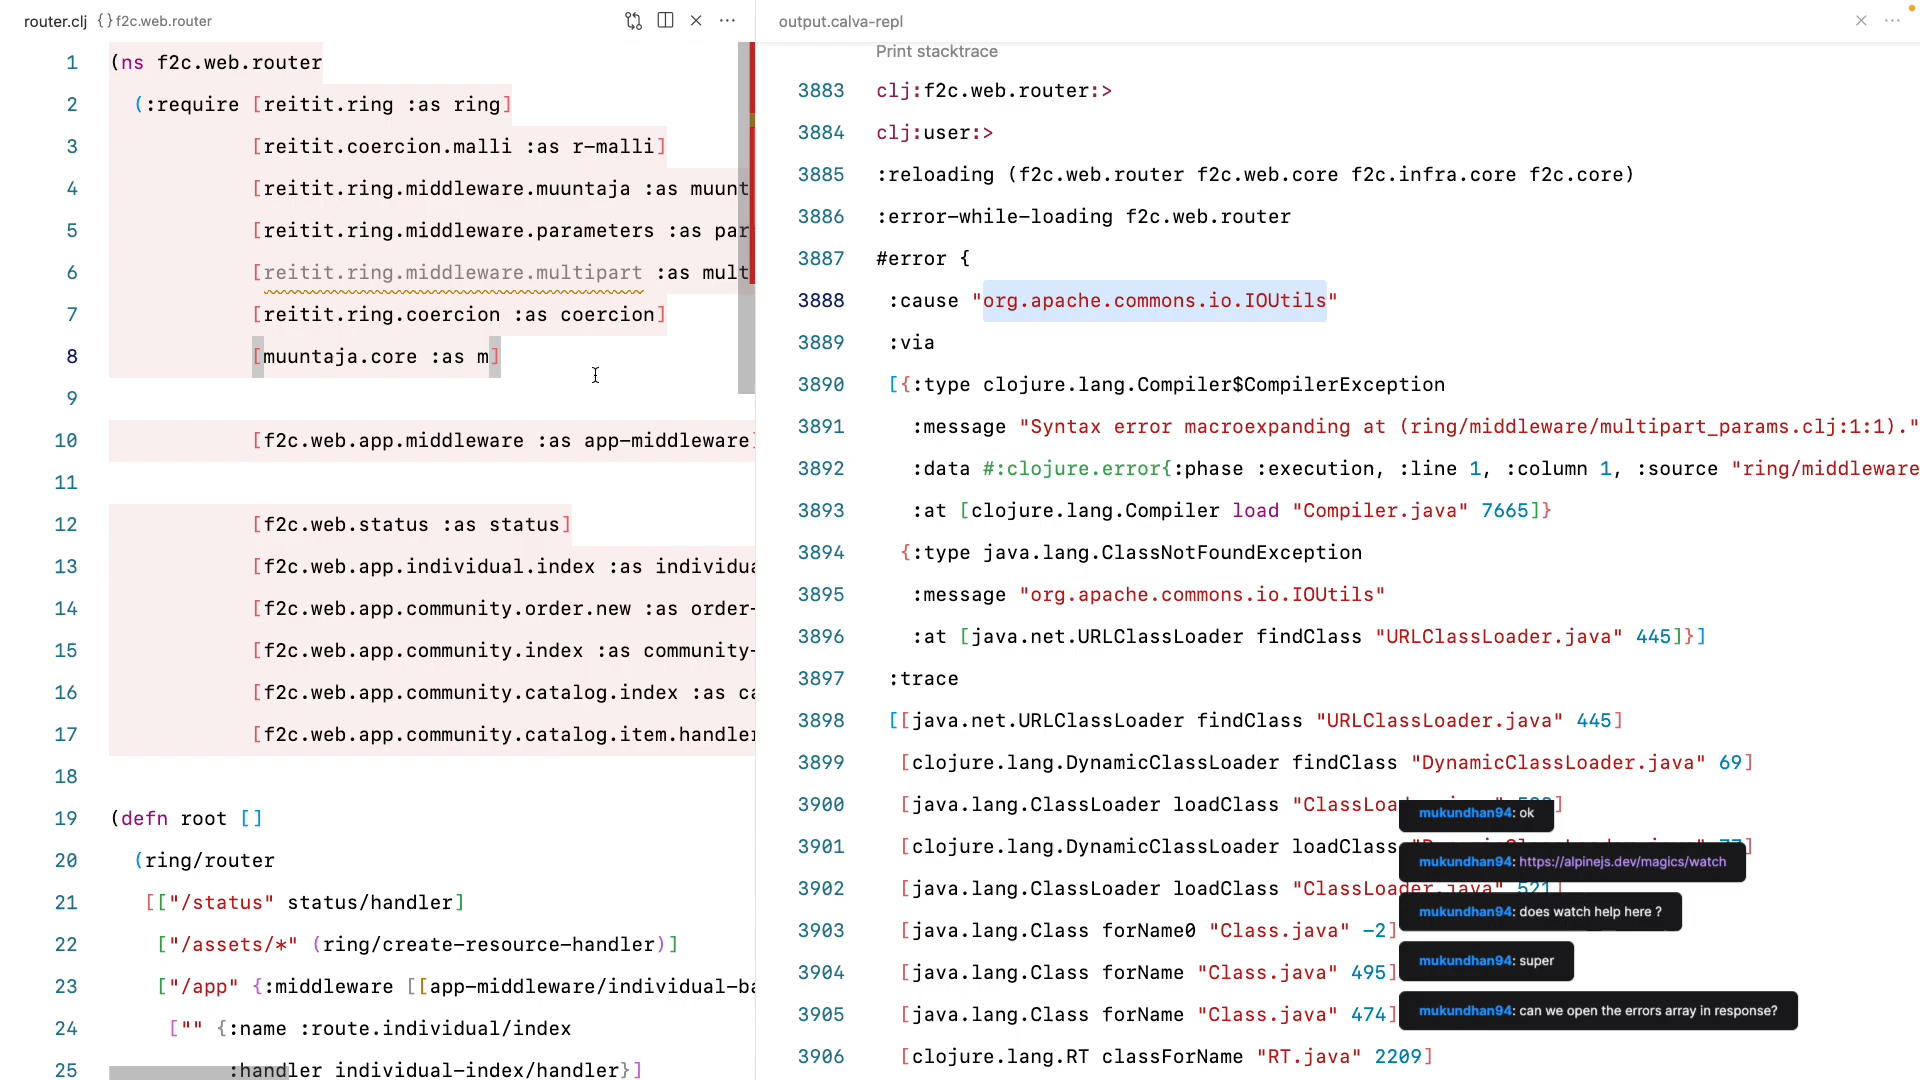 router.clj {} f2c.web.router
1 (ns f2c.web.router
2 (:require [reitit.ring :as ring]
3 [reitit.coercion.malli :as r-malli]
4 [reitit.ring.middleware.muuntaja :as muunt
5 [reitit.ring.middleware.parameters :as par
6 [reitit.ring.middleware.multipart :as mult
7 [reitit.ring.coercion :as coercion]
8 [muuntaja.core :as m]
9
10 [f2c.web.app.middleware :as app-middleware]
11
12 [f2c.web.status :as status]
13 [f2c.web.app.individual.index :as individua
14 [f2c.web.app.community.order.new :as order-
15 [f2c.web.app.community.index :as community-
16 [f2c.web.app.community.catalog.index :as ca
17 [f2c.web.app.community.catalog.item.handler
18
19 (defn root []
20 (ring/router
21 [["/status" status/handler]
22 ["/assets/*" (ring/create-resource-handler)]
23 ["/app" {:middleware [[app-middleware/individual-ba
24 ["" {:name :route.individual/index
25 :handler individual-index/handler}]
output.calva-repl
Print stacktrace
3883 clj:f2c.web.router:>
3884 clj:user:>
3885 :reloading (f2c.web.router f2c.web.core f2c.infra.core f2c.core)
3886 :error-while-loading f2c.web.router
3887 #error {
3888 :cause "org.apache.commons.io.IOUtils"
3889 :via
3890 [{:type clojure.lang.Compiler$CompilerException
3891 :message "Syntax error macroexpanding at (ring/middleware/multipart_params.clj:1:1)."
3892 :data #:clojure.error{:phase :execution, :line 1, :column 1, :source "ring/middleware
3893 :at [clojure.lang.Compiler load "Compiler.java" 7665]}
3894 {:type java.lang.ClassNotFoundException
3895 :message "org.apache.commons.io.IOUtils"
3896 :at [java.net.URLClassLoader findClass "URLClassLoader.java" 445]}]
3897 :trace
3898 [[java.net.URLClassLoader findClass "URLClassLoader.java" 445]
3899 [clojure.lang.DynamicClassLoader findClass "DynamicClassLoader.java" 69]
3900 [java.lang.ClassLoader loadClass "ClassLoa
3901 [clojure.lang.DynamicClassLoader loadClass
3902 [java.lang.ClassLoader loadClass "ClassLoader.java" 521]
3903 [java.lang.Class forName0 "Class.java" -2]
3904 [java.lang.Class forName "Class.java" 495]
3905 [java.lang.Class forName "Class.java" 474]
3906 [clojure.lang.RT classForName "RT.java" 2209]
mukundhan94: ok
mukundhan94: https://alpinejs.dev/magics/watch
mukundhan94: does watch help here ?
mukundhan94: super
mukundhan94: can we open the errors array in response?